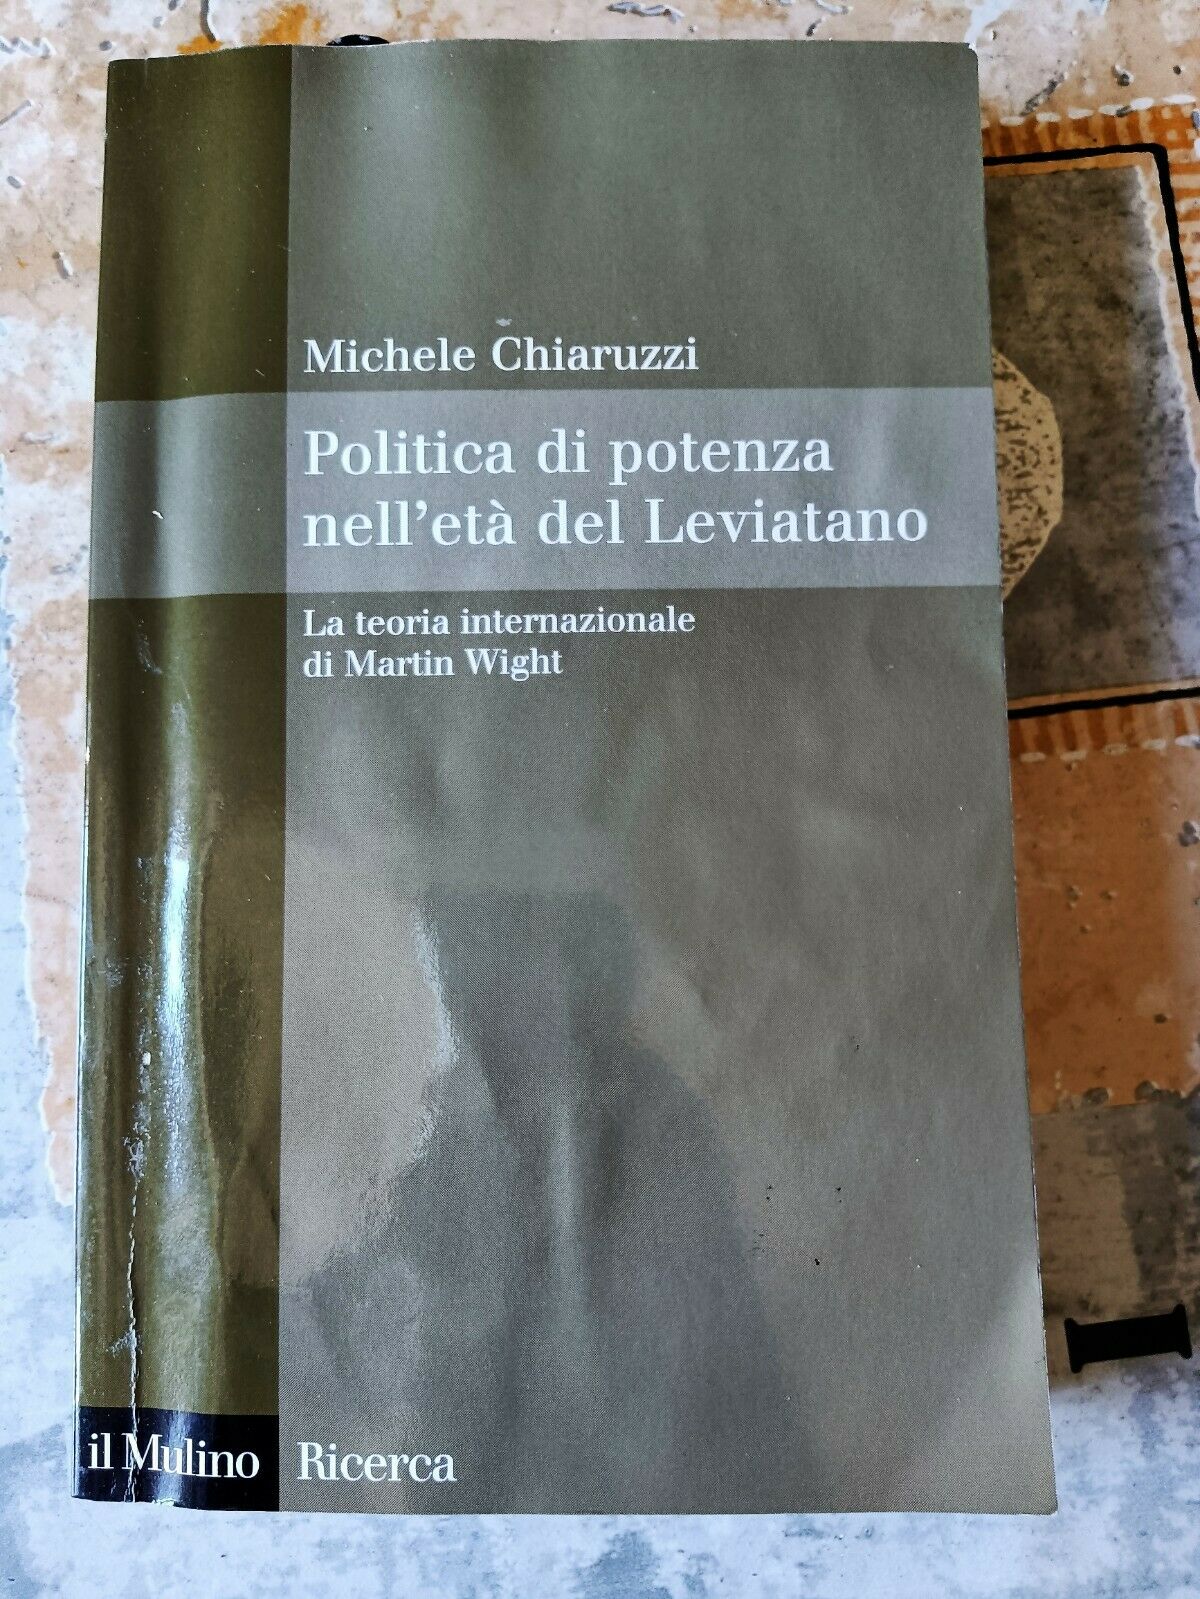 Michele Chiaruzzi
Politica di potenza
nell'età del Leviatano
La teoria internazionale
di Martin Wight
il Mulino
Ricerca